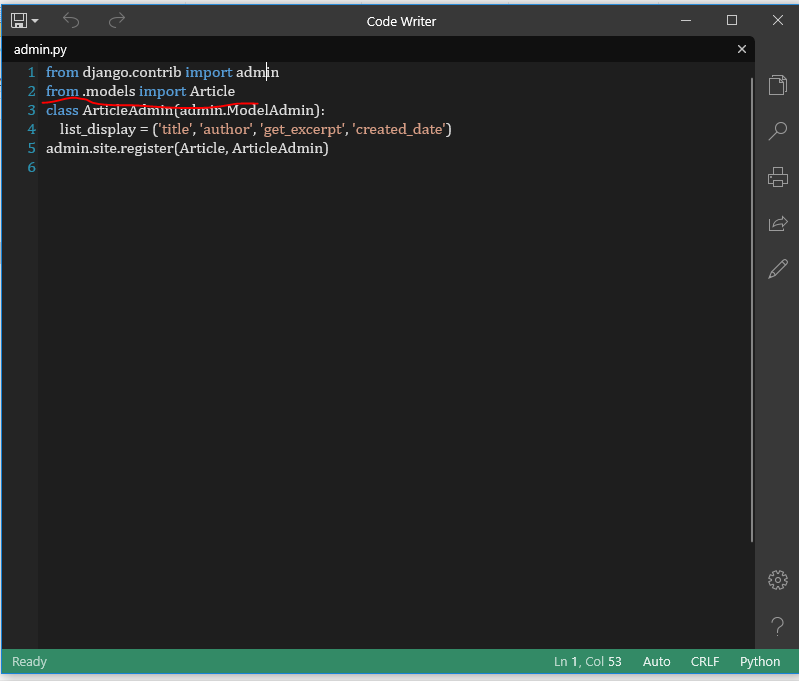 Code Writer
admin.py
1 from django.contrib import admin
2 from .models import Article
3 class ArticleAdmin(admin.ModelAdmin):
4 list_display = ('title', 'author', 'get_excerpt', 'created_date')
5 admin.site.register(Article, ArticleAdmin)
6
Ready Ln 1, Col 53 Auto CRLF Python